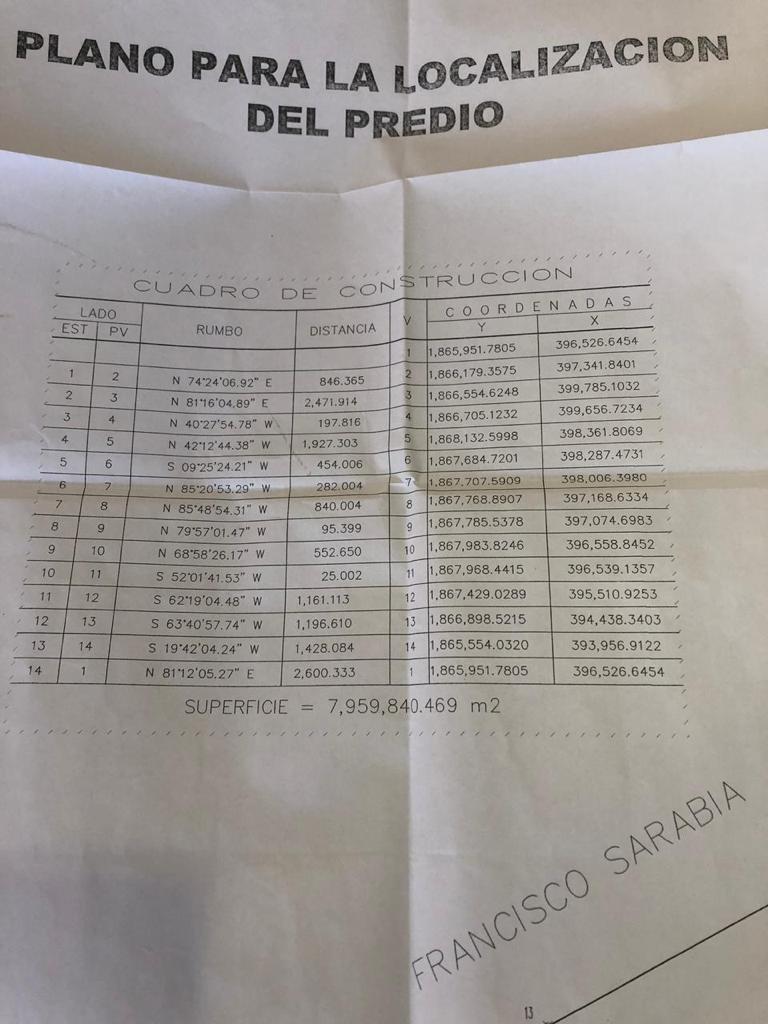 PLANO PARA LA LOCALIZACION
DEL PREDIO
CUADRO DE CONSTRUCCION
LADO RUMBO DISTANCIA V COORDENADAS
EST PV Y X
1 1,865,951.7805 396,526.6454
1 2 N 74°24'06.92" E 846.365 2 1,866,179.3575 397,341.8401
2 3 N 81°16'04.89" E 2,471.914 3 1,866,554.6248 399,785.1032
3 4 N 40°27'54.78" W 197.816 4 1,866,705.1232 399,656.7234
4 5 N 42°12'44.38" W 1,927.303 5 1,868,132.5998 398,361.8069
5 6 S 09°25'24.21" W 454.006 6 1,867,684.7201 398,287.4731
6 7 N 85°20'53.29" W 282.004 7 1,867,707.5909 398,006.3980
7 8 N 85°48'54.31" W 840.004 8 1,867,768.8907 397,168.6334
8 9 N 79°57'01.47" W 95.399 9 1,867,785.5378 397,074.6983
9 10 N 68°58'26.17" W 552.650 10 1,867,983.8246 396,558.8452
10 11 S 52°01'41.53" W 25.002 11 1,867,968.4415 396,539.1357
11 12 S 62°19'04.48" W 1,161.113 12 1,867,429.0289 395,510.9253
12 13 S 63°40'57.74" W 1,196.610 13 1,866,898.5215 394,438.3403
13 14 S 19°42'04.24" W 1,428.084 14 1,865,554.0320 393,956.9122
14 1 N 81°12'05.27" E 2,600.333 1 1,865,951.7805 396,526.6454
SUPERFICIE = 7,959,840.469 m2
FRANCISCO SARABIA
13